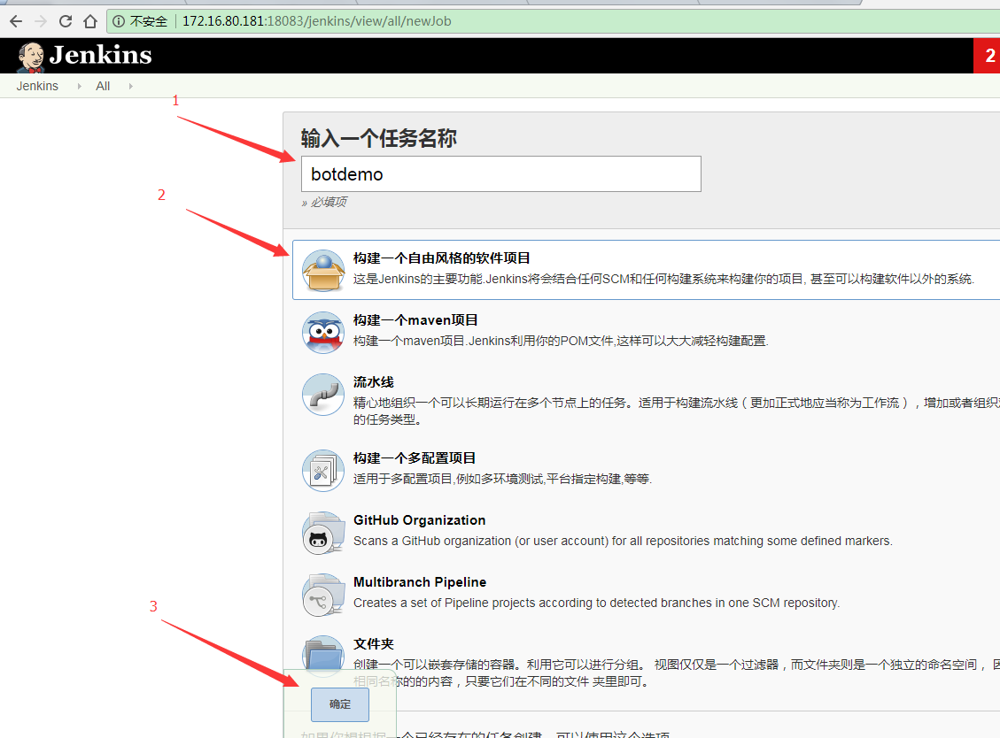 不安全 172.16.80.181:18083/jenkins/view/all/newJob
Jenkins
2
Jenkins All
1
输入一个任务名称
botdemo
» 必填项
2
构建一个自由风格的软件项目
这是Jenkins的主要功能.Jenkins将会结合任何SCM和任何构建系统来构建你的项目, 甚至可以构建软件以外的系统.
构建一个maven项目
构建一个maven项目.Jenkins利用你的POM文件,这样可以大大减轻构建配置.
流水线
精心地组织一个可以长期运行在多个节点上的任务。适用于构建流水线（更加正式地应当称为工作流），增加或者组织
的任务类型。
构建一个多配置项目
适用于多配置项目,例如多环境测试,平台指定构建,等等.
GitHub Organization
Scans a GitHub organization (or user account) for all repositories matching some defined markers.
Multibranch Pipeline
Creates a set of Pipeline projects according to detected branches in one SCM repository.
3
文件夹
创建一个可以嵌套存储的容器。利用它可以进行分组。 视图仅仅是一个过滤器，而文件夹则是一个独立的命名空间，
相同名称的的内容，只要它们在不同的文件 夹里即可。
确定
如果你想根据一个已经存在的任务创建，可以使用这个选项